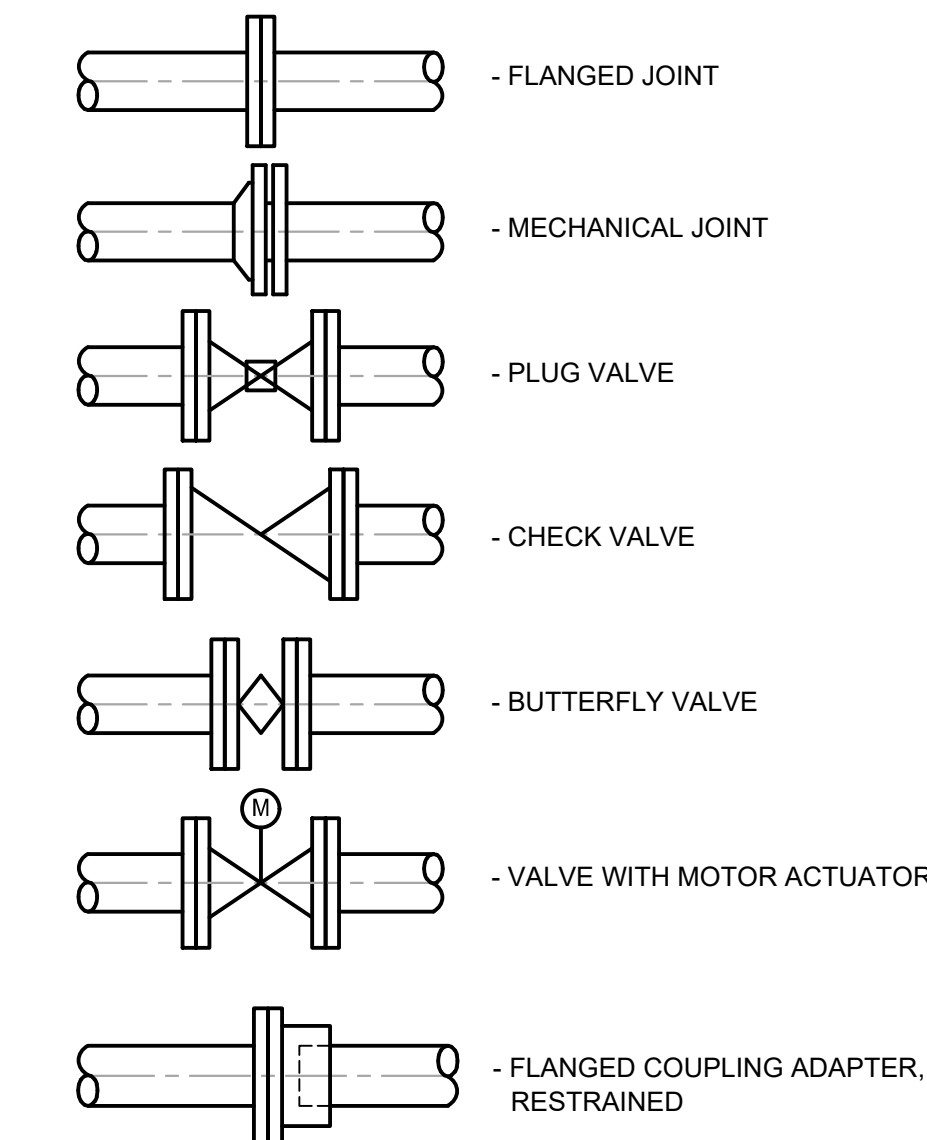 - FLANGED JOINT
- MECHANICAL JOINT
- PLUG VALVE
- CHECK VALVE
- BUTTERFLY VALVE
M
- VALVE WITH MOTOR ACTUATOR
- FLANGED COUPLING ADAPTER,
RESTRAINED